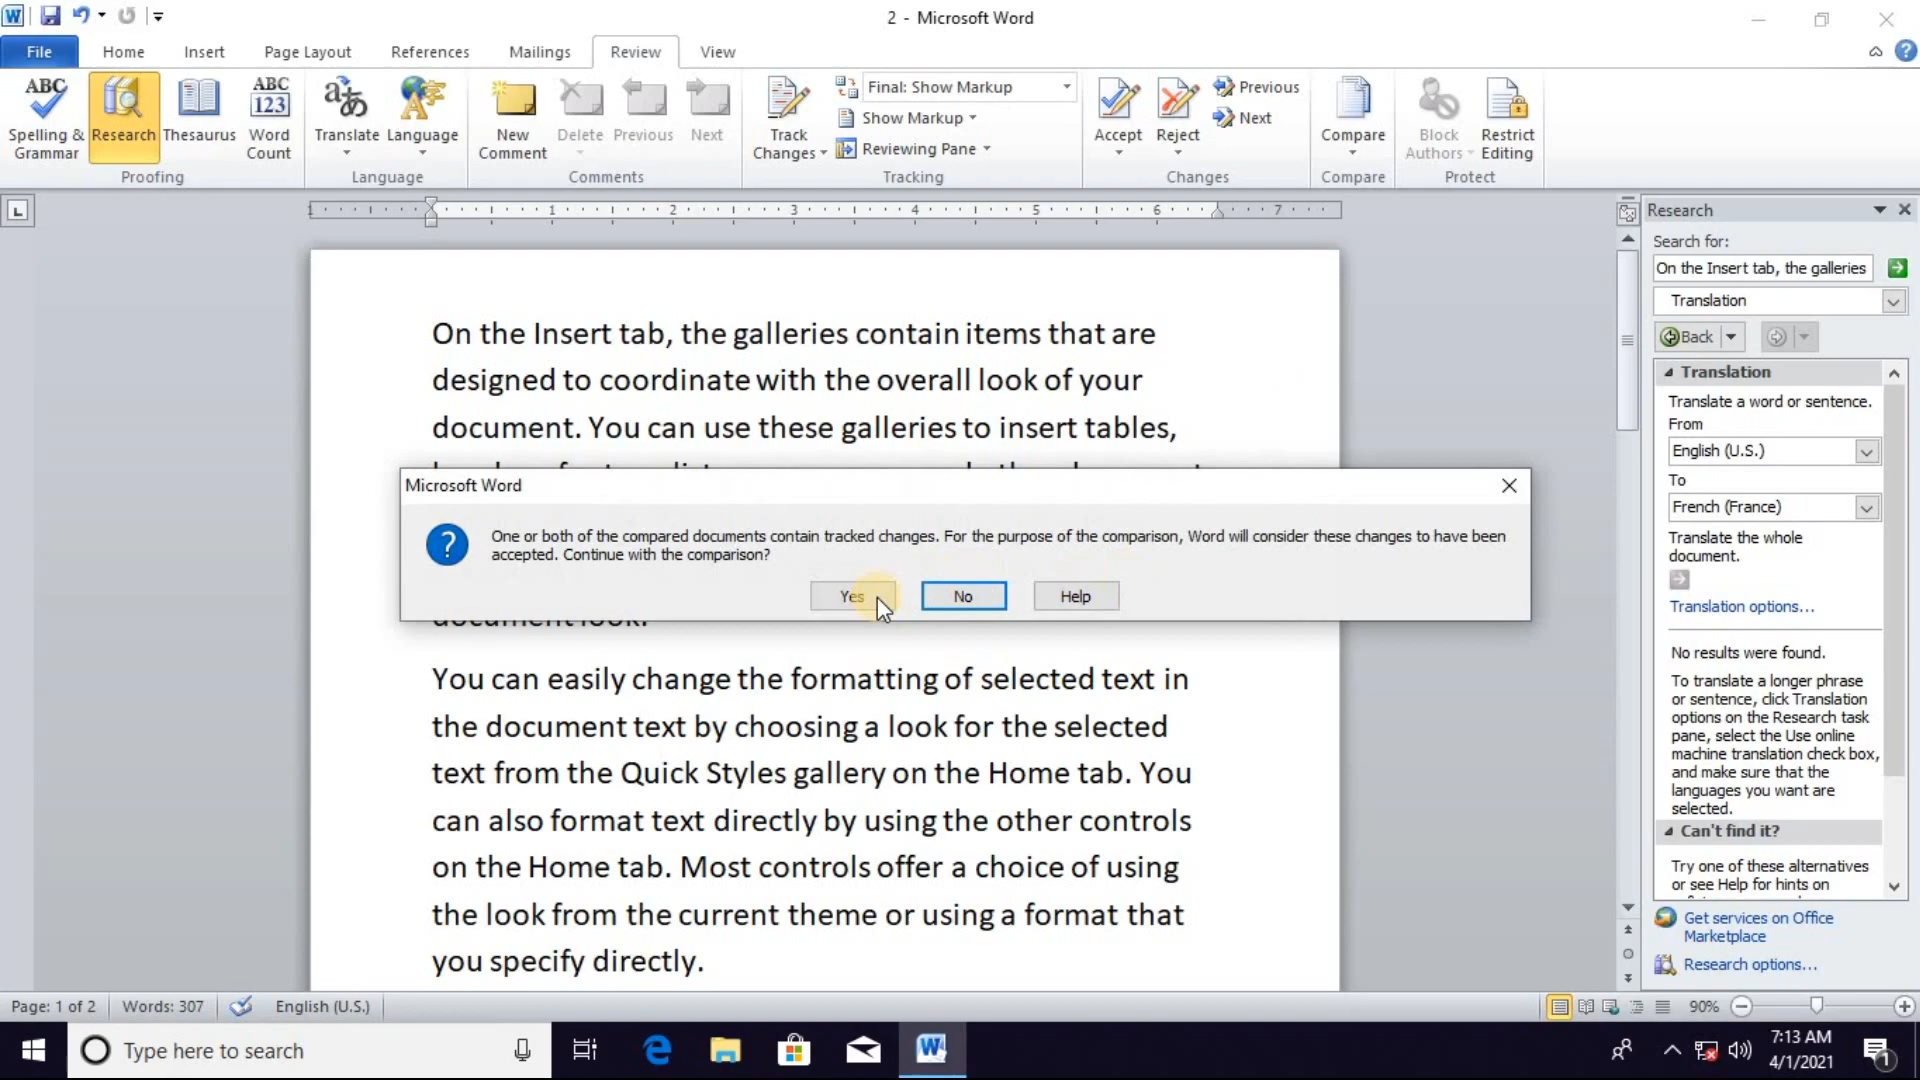 2 - Microsoft Word
File Home Insert Page Layout References Mailings Review View
Spelling & Grammar
Research
Thesaurus
Word Count
Proofing
Translate
Language
Language
New Comment
Delete
Previous
Next
Comments
Track Changes
Final: Show Markup
Show Markup
Reviewing Pane
Tracking
Accept
Reject
Previous
Next
Changes
Compare
Compare
Block Authors
Restrict Editing
Protect
1 1 2 3 4 5 6 7
On the Insert tab, the galleries contain items that are
designed to coordinate with the overall look of your
document. You can use these galleries to insert tables,
Microsoft Word
One or both of the compared documents contain tracked changes. For the purpose of the comparison, Word will consider these changes to have been
accepted. Continue with the comparison?
Yes No Help
document look.
You can easily change the formatting of selected text in
the document text by choosing a look for the selected
text from the Quick Styles gallery on the Home tab. You
can also format text directly by using the other controls
on the Home tab. Most controls offer a choice of using
the look from the current theme or using a format that
you specify directly.
Research
Search for:
On the Insert tab, the galleries
Translation
Back
Translation
Translate a word or sentence.
From
English (U.S.)
To
French (France)
Translate the whole
document.
Translation options...
No results were found.
To translate a longer phrase
or sentence, click Translation
options on the Research task
pane, select the Use online
machine translation check box,
and make sure that the
languages you want are
selected.
Can't find it?
Try one of these alternatives
or see Help for hints on
Get services on Office
Marketplace
Research options...
Page: 1 of 2 Words: 307 English (U.S.) 90%
Type here to search
7:13 AM
4/1/2021
1